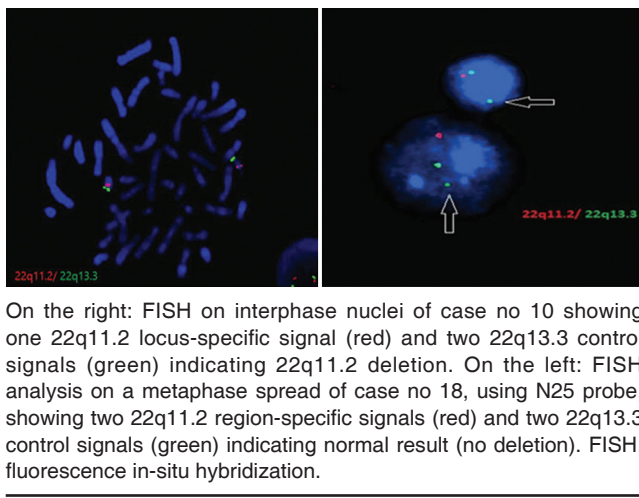 22q11.2/ 22q13.3
22q11.2/ 22q13.3
On the right: FISH on interphase nuclei of case no 10 showing
one 22q11.2 locus-specific signal (red) and two 22q13.3 contro
signals (green) indicating 22q11.2 deletion. On the left: FISH
analysis on a metaphase spread of case no 18, using N25 probe
showing two 22q11.2 region-specific signals (red) and two 22q13.3
control signals (green) indicating normal result (no deletion). FISH
fluorescence in-situ hybridization.